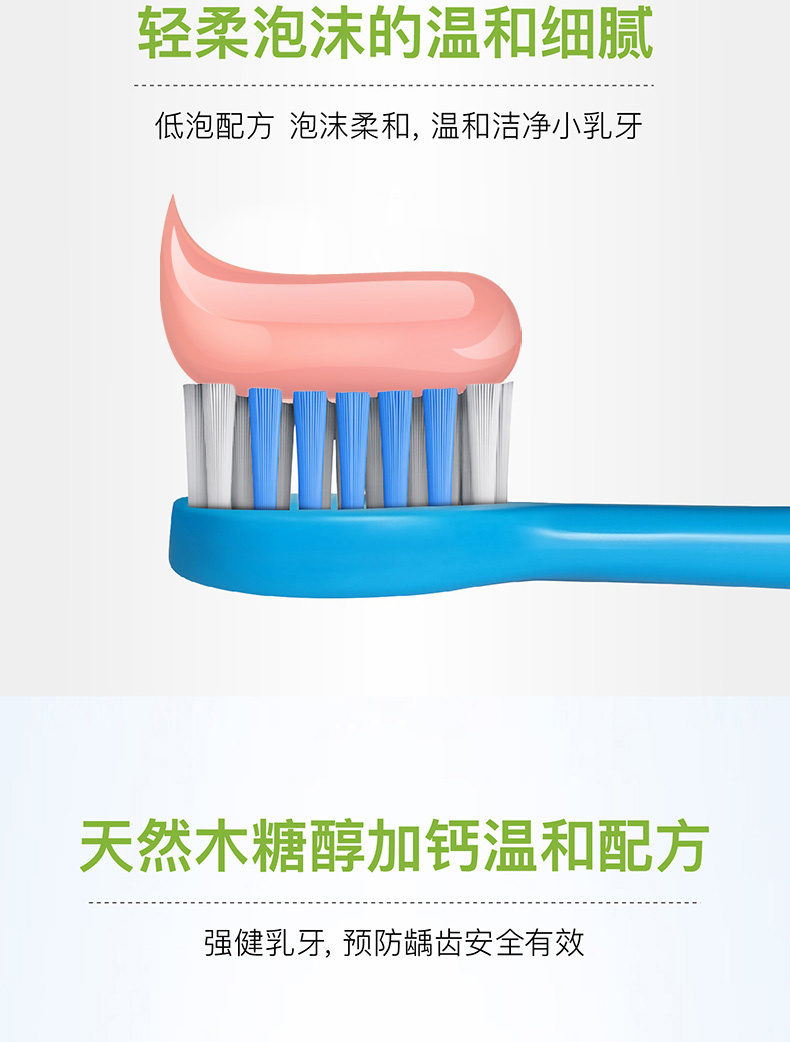 轻柔泡沫的温和细腻
低泡配方 泡沫柔和, 温和洁净小乳牙
天然木糖醇加钙温和配方
强健乳牙, 预防龋齿安全有效